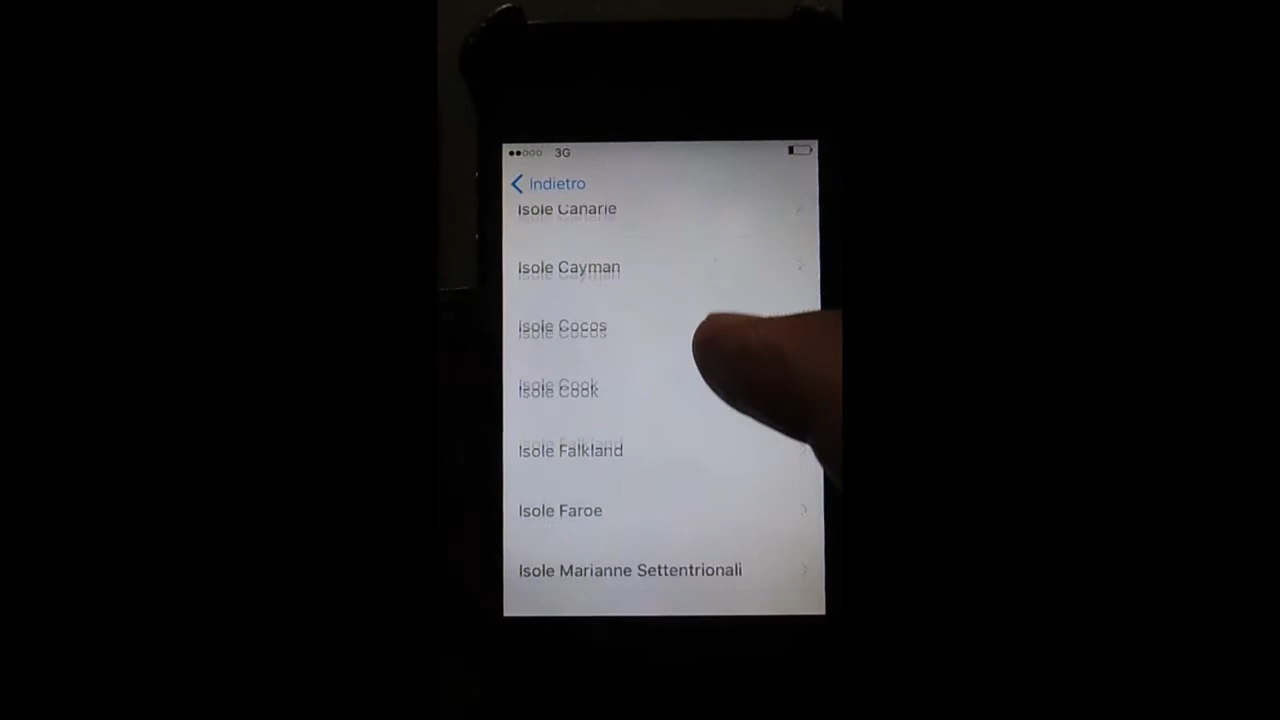 3G
Indietro
Isole Canarie
Isole Cayman
Isole Cocos
Isole Cook
Isole Falkland
Isole Faroe
Isole Marianne Settentrionali